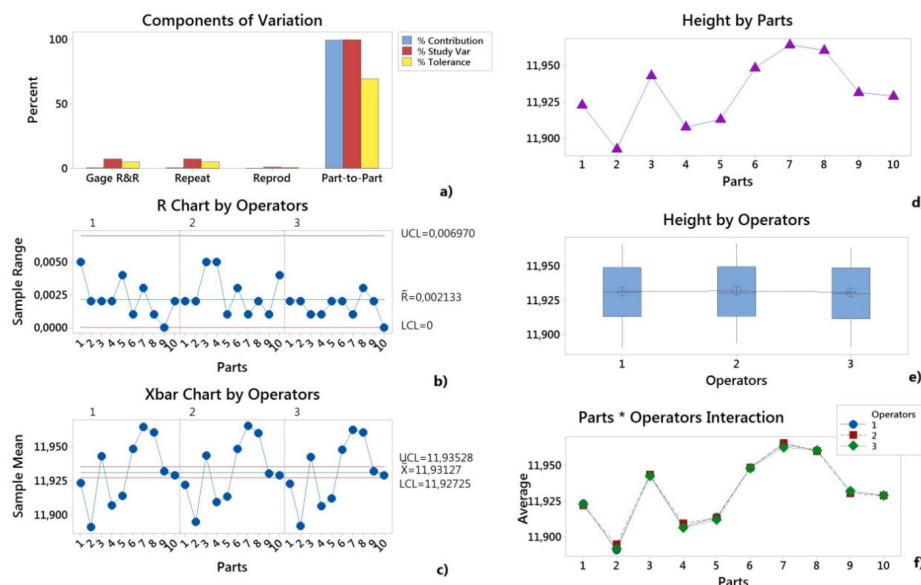 Components of Variation
100
50
0
Percent
% Contribution
% Study Var
% Tolerance
Gage R&R Repeat Reprod Part-to-Part
a)
R Chart by Operators
1 2 3
0,0050
0,0025
0,0000
Sample Range
UCL=0,006970
R̄=0,002133
LCL=0
1 2 3 4 5 6 7 8 9 10 1 2 3 4 5 6 7 8 9 10 1 2 3 4 5 6 7 8 9 10
Parts
b)
Xbar Chart by Operators
1 2 3
11,950
11,925
11,900
Sample Mean
UCL=11,93528
X̿=11,93127
LCL=11,92725
1 2 3 4 5 6 7 8 9 10 1 2 3 4 5 6 7 8 9 10 1 2 3 4 5 6 7 8 9 10
Parts
c)
Height by Parts
11,950
11,925
11,900
1 2 3 4 5 6 7 8 9 10
Parts
d
Height by Operators
11,950
11,925
11,900
1 2 3
Operators
e)
Parts * Operators Interaction
Operators
1
2
3
11,950
11,925
11,900
Average
1 2 3 4 5 6 7 8 9 10
Parts
f